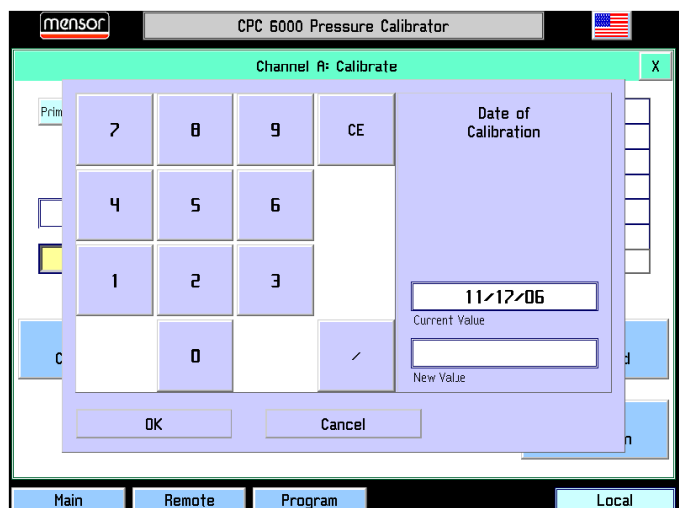 mensor
CPC 6000 Pressure Calibrator
Channel A: Calibrate
X
Prim
7
8
9
CE
Date of
Calibration
4
5
6
1
2
3
11/17/06
Current Value
C
0
/
d
New Value
OK
Cancel
n
Main
Remote
Program
Local